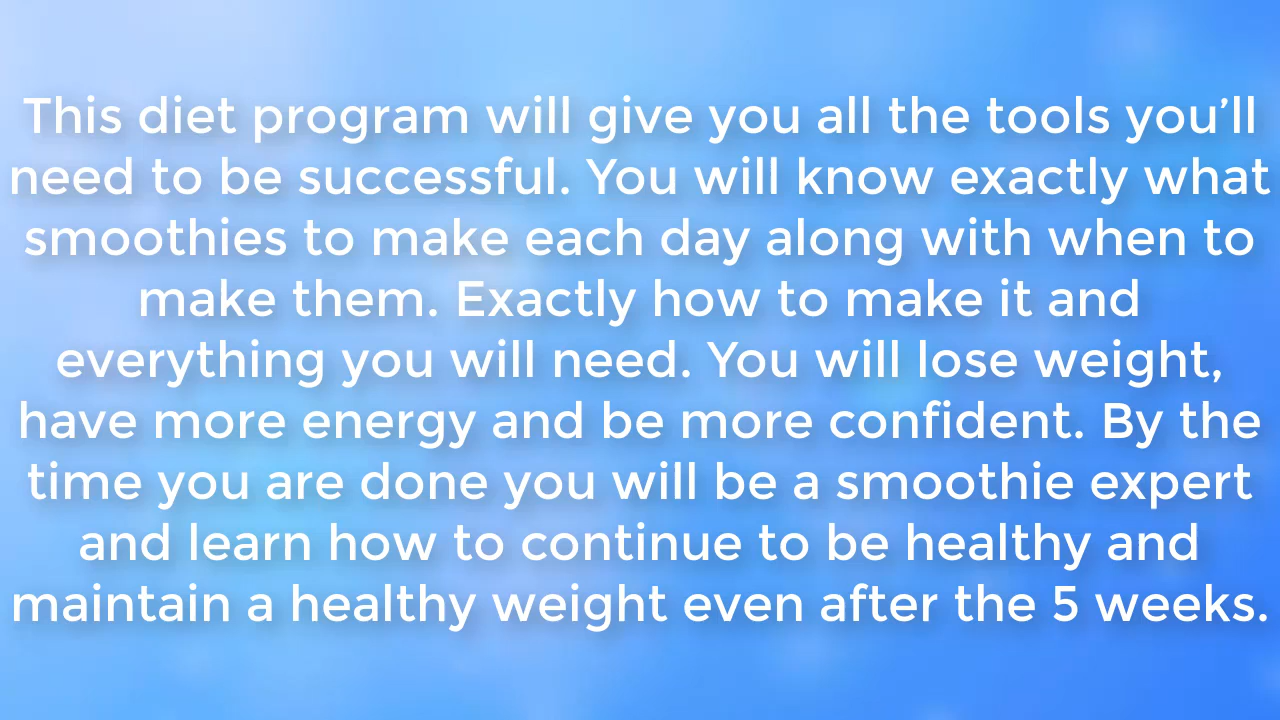 This diet program will give you all the tools you’ll
need to be successful. You will know exactly what
smoothies to make each day along with when to
make them. Exactly how to make it and
everything you will need. You will lose weight,
have more energy and be more confident. By the
time you are done you will be a smoothie expert
and learn how to continue to be healthy and
maintain a healthy weight even after the 5 weeks.